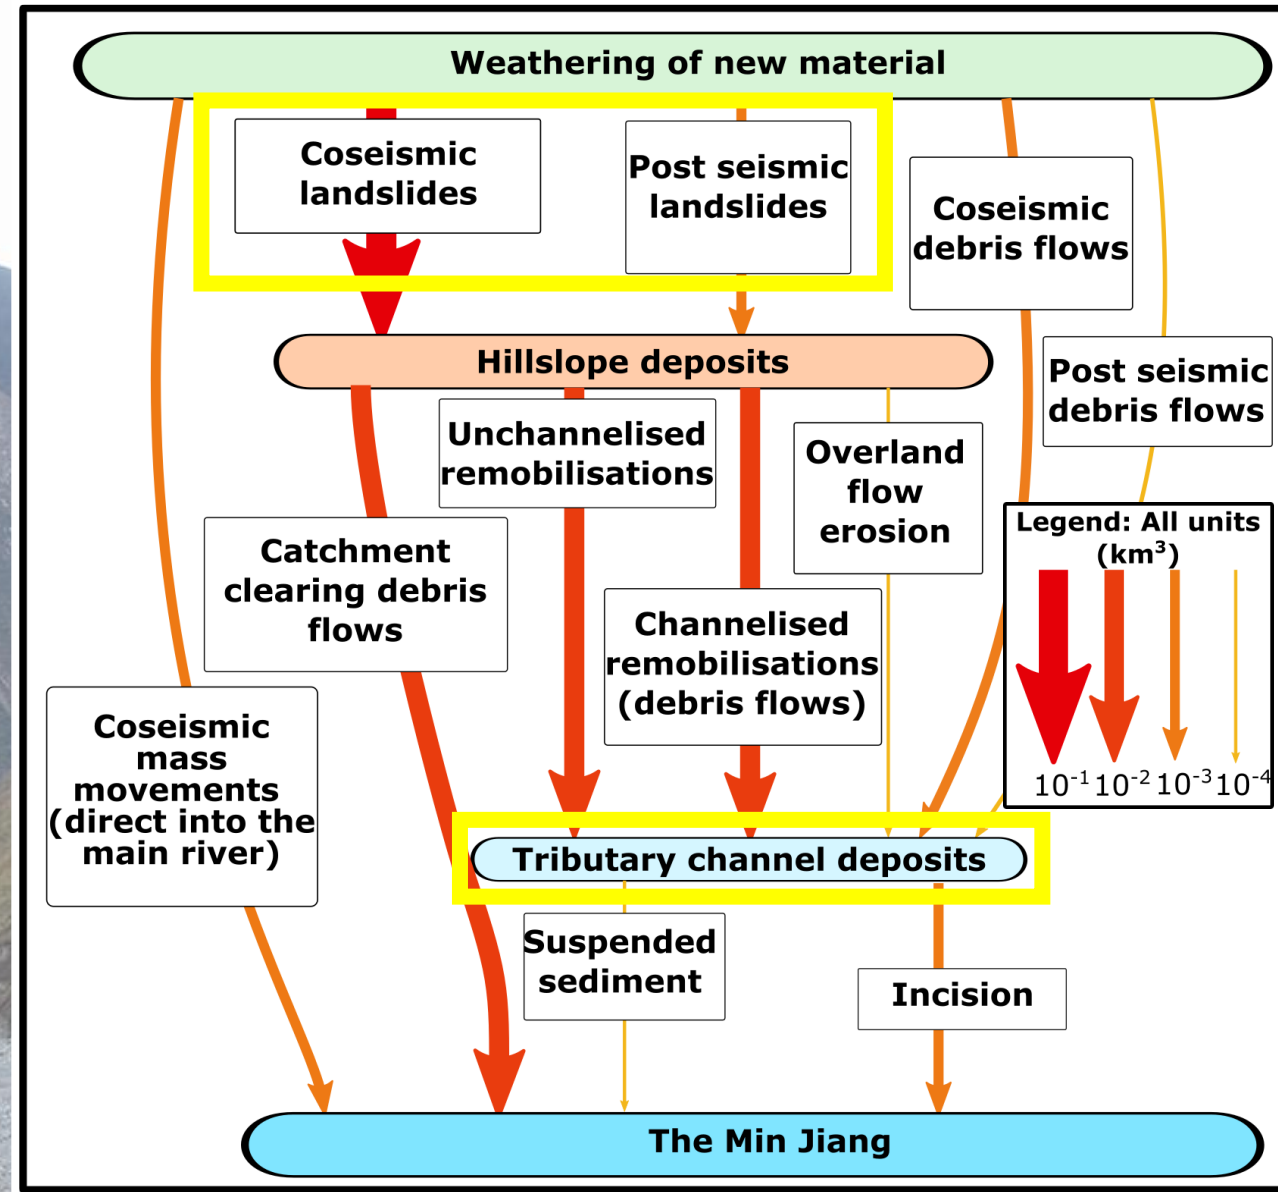 Weathering of new material
Coseismic
landslides
Post seismic
landslides
Coseismic
debris flows
Hillslope deposits
Post seismic
debris flows
Unchannelised
remobilisations
Overland
flow
erosion
Legend: All units
(km³)
10⁻¹ 10⁻² 10⁻³ 10⁻⁴
Catchment
clearing debris
flows
Channelised
remobilisations
(debris flows)
Coseismic
mass
movements
(direct into the
main river)
Tributary channel deposits
Suspended
sediment
Incision
The Min Jiang